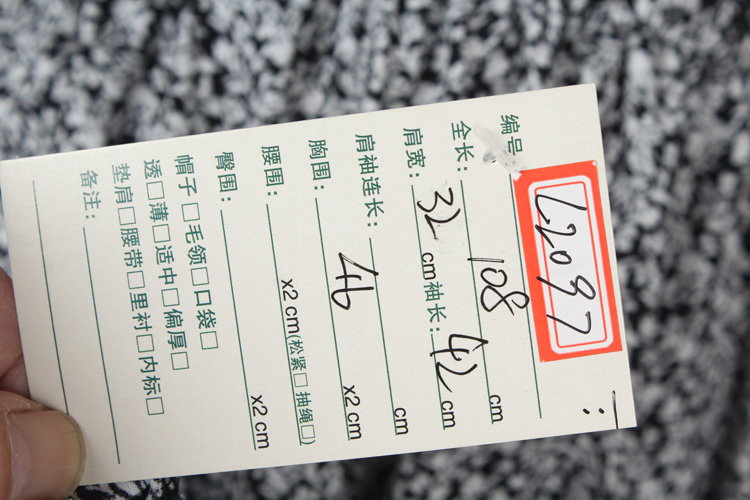 编号 L2097
全长: 108 cm
肩宽: 32 cm 袖长: 42 cm
肩袖连长: cm
胸围: 46 x2 cm
腰围: x2 cm(松紧□ 抽绳□)
臀围: x2 cm
帽子□毛领□口袋□
透□薄□适中□偏厚□
垫肩□腰带□里衬□内标□
备注: